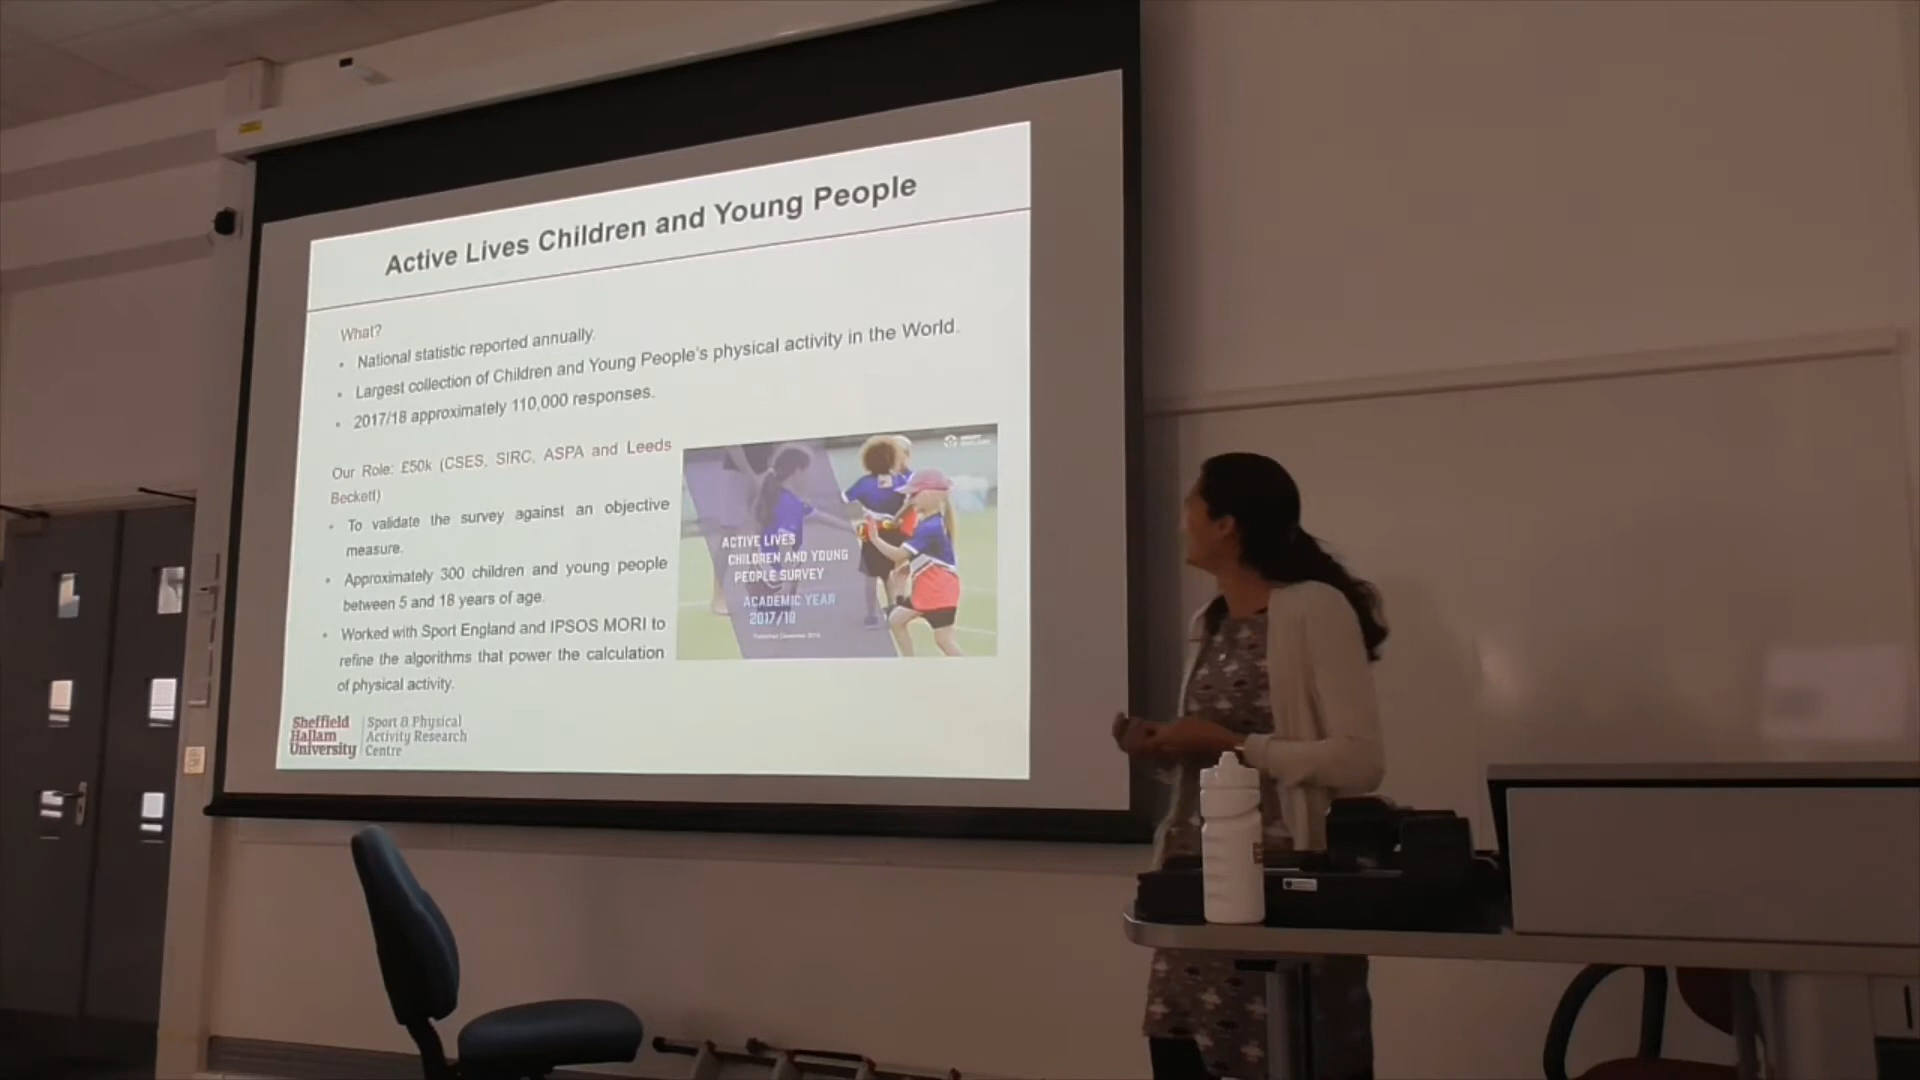 Active Lives Children and Young People
What?
• National statistic reported annually.
• Largest collection of Children and Young People's physical activity in the World.
• 2017/18 approximately 110,000 responses.
Our Role: £50k (CSES, SIRC, ASPA and Leeds
Beckett)
• To validate the survey against an objective
measure.
• Approximately 300 children and young people
between 5 and 18 years of age.
• Worked with Sport England and IPSOS MORI to
refine the algorithms that power the calculation
of physical activity.
ACTIVE LIVES
CHILDREN AND YOUNG
PEOPLE SURVEY
ACADEMIC YEAR
2017/18
Published December 2018
Sheffield
Hallam
University
Sport & Physical
Activity Research
Centre